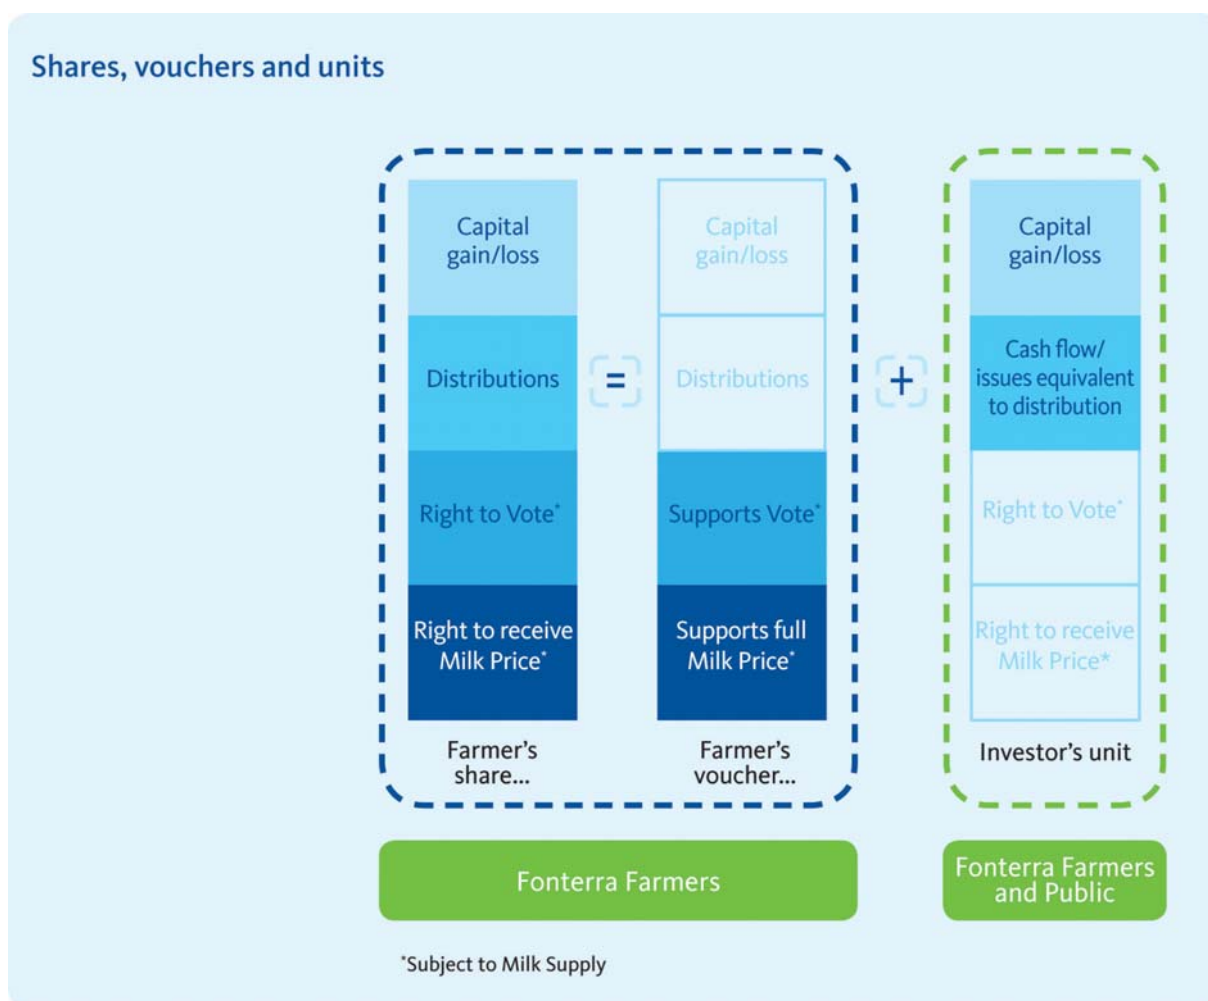 Shares, vouchers and units
Capital
gain/loss
Distributions
Right to Vote*
Right to receive
Milk Price*
Farmer's
share...
=
Capital
gain/loss
Distributions
Supports Vote*
Supports full
Milk Price*
Farmer's
voucher...
+
Capital
gain/loss
Cash flow/
issues equivalent
to distribution
Right to Vote*
Right to receive
Milk Price*
Investor's unit
Fonterra Farmers
Fonterra Farmers
and Public
*Subject to Milk Supply